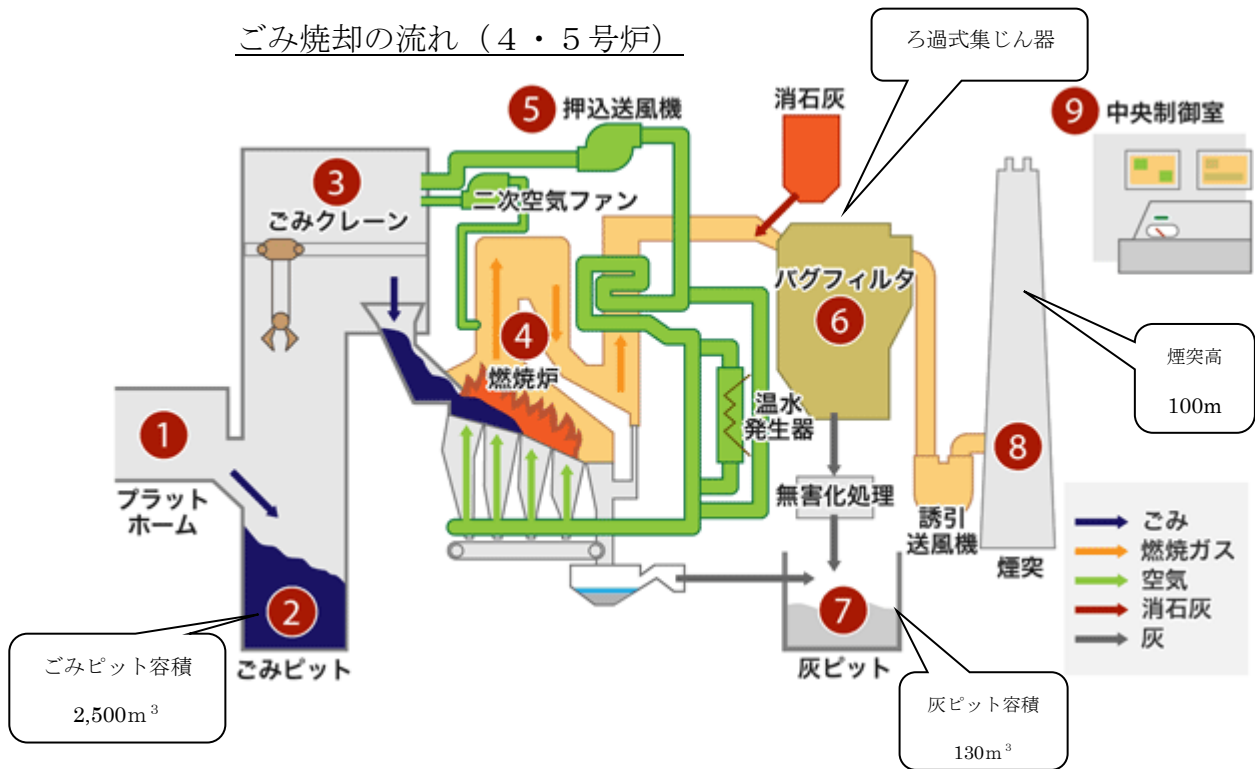 ごみ焼却の流れ（４・５号炉）
ろ過式集じん器
消石灰
5 押込送風機
9 中央制御室
3
ごみクレーン
二次空気ファン
バグフィルタ
6
4
燃焼炉
煙突高
100m
温水
発生器
1
プラット
ホーム
8
無害化処理
誘引
送風機
煙突
ごみ
燃焼ガス
空気
消石灰
灰
2
ごみピット
ごみピット容積
2,500m³
7
灰ピット
灰ピット容積
130m³